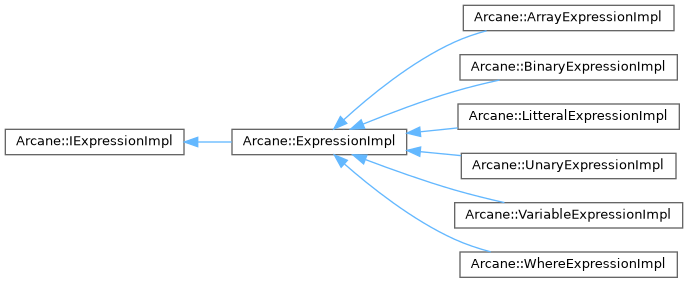 Arcane::IExpressionImpl
Arcane::ExpressionImpl
Arcane::ArrayExpressionImpl
Arcane::BinaryExpressionImpl
Arcane::LitteralExpressionImpl
Arcane::UnaryExpressionImpl
Arcane::VariableExpressionImpl
Arcane::WhereExpressionImpl